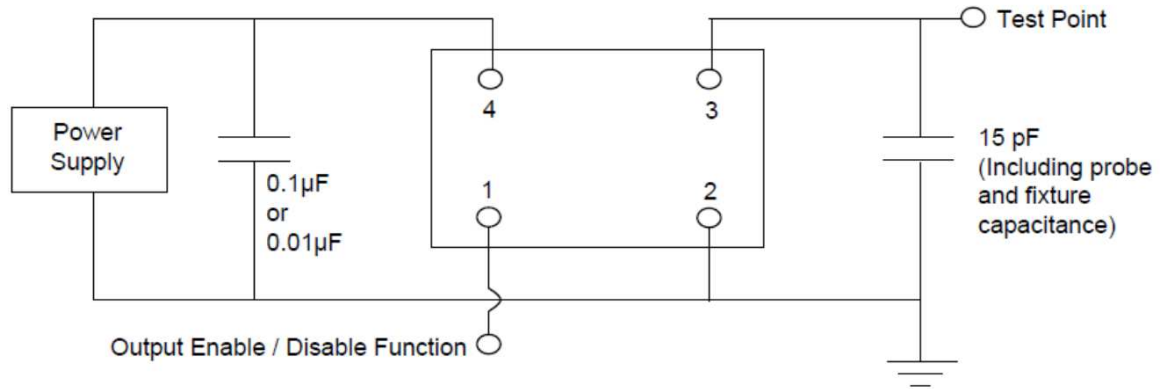 Test Point
4
3
Power
Supply
15 pF
(Including probe
and fixture
capacitance)
0.1µF
or
0.01µF
1
2
Output Enable / Disable Function